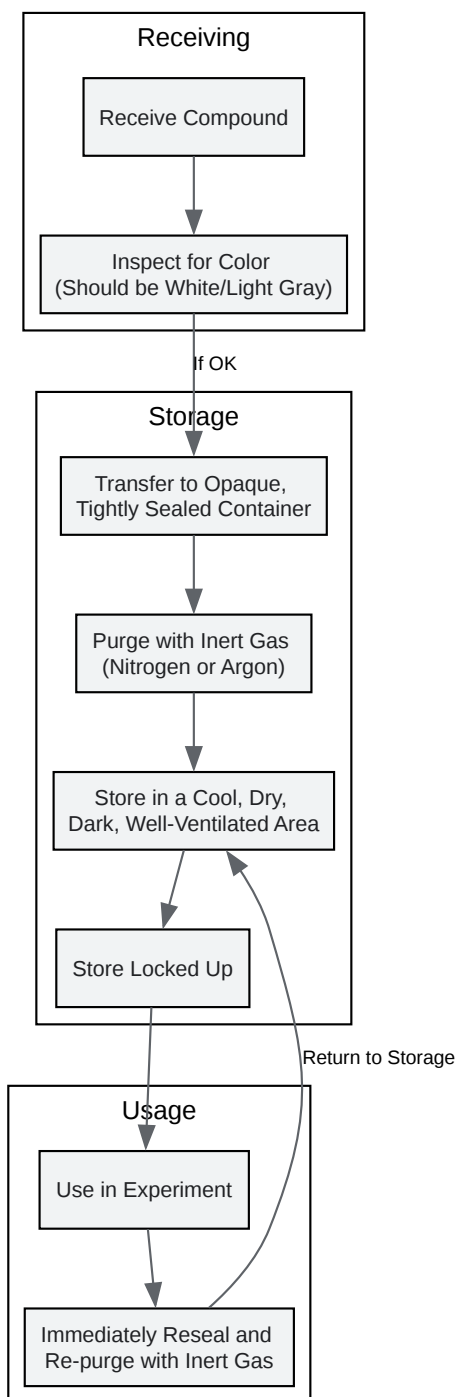 Receiving
Receive Compound
Inspect for Color
(Should be White/Light Gray)
If OK
Storage
Transfer to Opaque,
Tightly Sealed Container
Purge with Inert Gas
(Nitrogen or Argon)
Store in a Cool, Dry,
Dark, Well-Ventilated Area
Store Locked Up
Return to Storage
Usage
Use in Experiment
Immediately Reseal and
Re-purge with Inert Gas